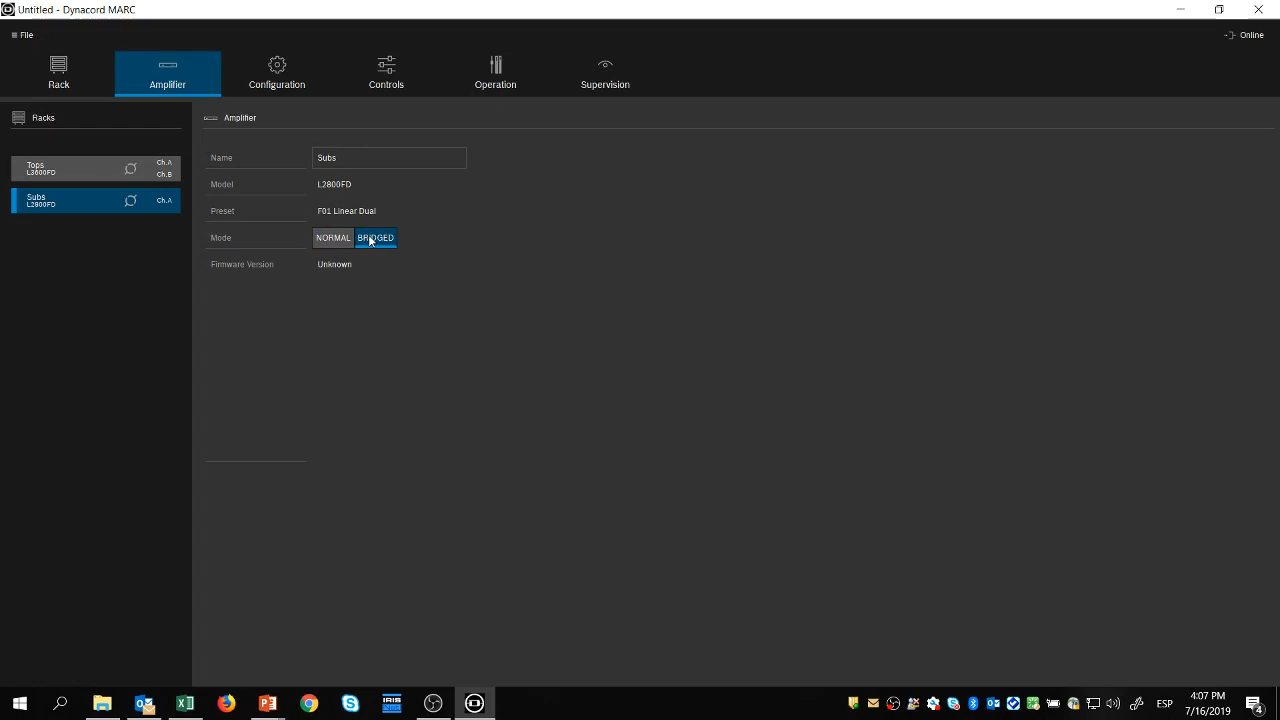 Untitled - Dynacord MARC
File
Online
Rack
Amplifier
Configuration
Controls
Operation
Supervision
Racks
Tops
L3600FD
Ch.A
Ch.B
Subs
L2800FD
Ch.A
Amplifier
Name Subs
Model L2800FD
Preset F01 Linear Dual
Mode NORMAL BRIDGED
Firmware Version Unknown
IRIS
ESP
4:07 PM
7/16/2019
4